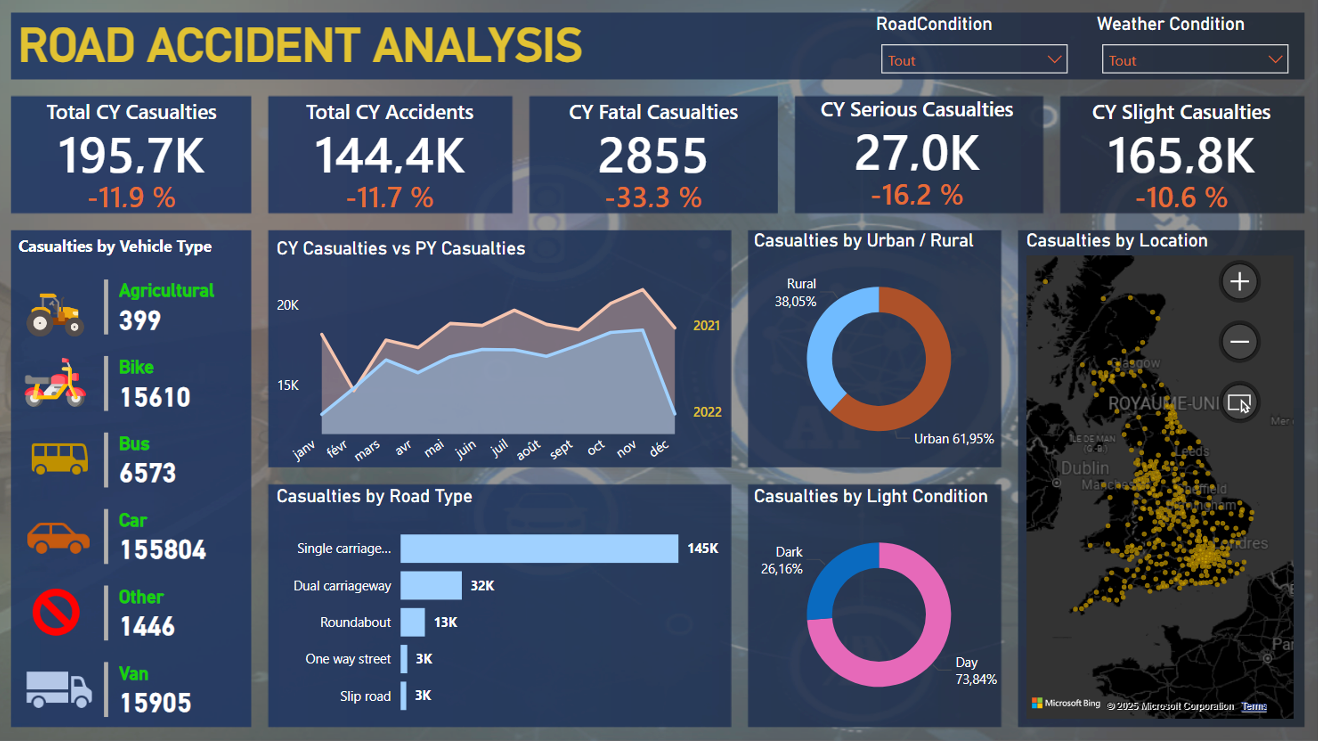 ROAD ACCIDENT ANALYSIS
RoadCondition
Tout
Weather Condition
Tout
Total CY Casualties
195,7K
-11.9 %
Total CY Accidents
144,4K
-11.7 %
CY Fatal Casualties
2855
-33.3 %
CY Serious Casualties
27,0K
-16.2 %
CY Slight Casualties
165,8K
-10.6 %
Casualties by Vehicle Type
Agricultural
399
Bike
15610
Bus
6573
Car
155804
Other
1446
Van
15905
CY Casualties vs PY Casualties
20K
15K
2021
2022
janv
févr
mars
avr
mai
juin
juil
août
sept
oct
nov
déc
Casualties by Road Type
Single carriage...
145K
Dual carriageway
32K
Roundabout
13K
One way street
3K
Slip road
3K
Casualties by Urban / Rural
Rural
38,05%
Urban 61,95%
Casualties by Light Condition
Dark
26,16%
Day
73,84%
Casualties by Location
Glasgow
ROYAUME-UNI
ÎLE DE MAN
(G.-B.)
Leeds
Dublin
Manches
Sheffield
Londres
Mer
Par
Microsoft Bing
© 2025 Microsoft Corporation
Terms